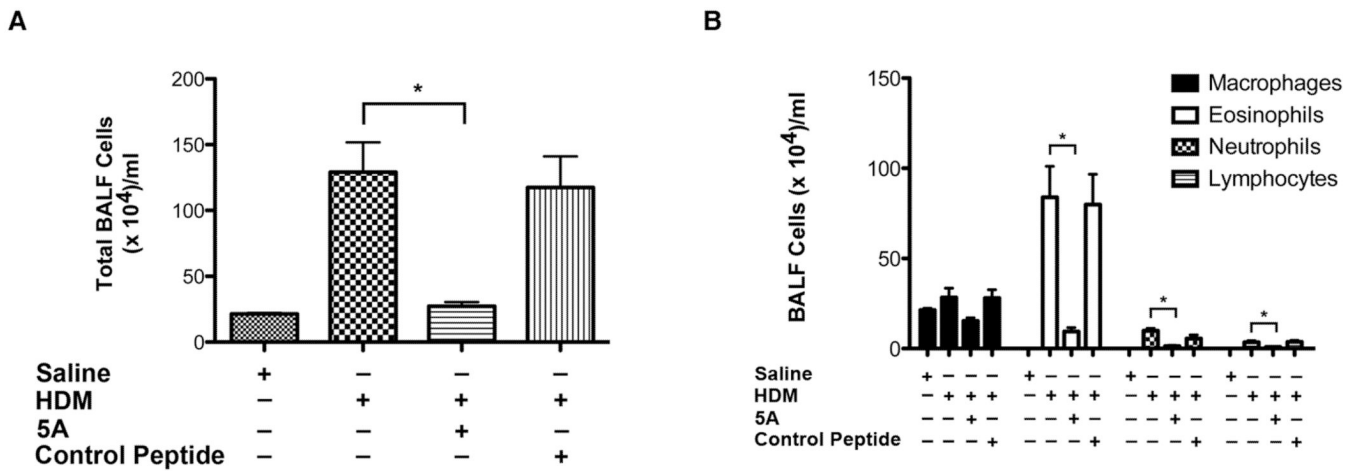 A
Total BALF Cells
(x 10⁴)/ml
200
150
100
50
0
*
Saline + – – –
HDM – + + +
5A – – + –
Control Peptide – – – +
B
BALF Cells (x 10⁴)/ml
150
100
50
0
* * *
Macrophages
Eosinophils
Neutrophils
Lymphocytes
Saline + – – – + – – – + – – – + – – –
HDM – + + + – + + + – + + + – + + +
5A – – + – – – + – – – + – – – + –
Control Peptide – – – + – – – + – – – + – – – +